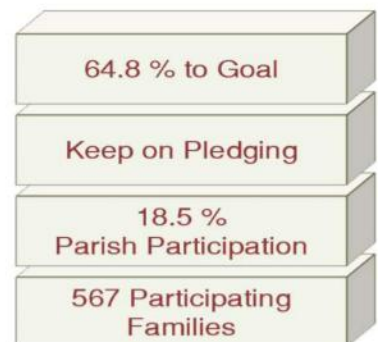 64.8 % to Goal
Keep on Pledging
18.5 %
Parish Participation
567 Participating
Families